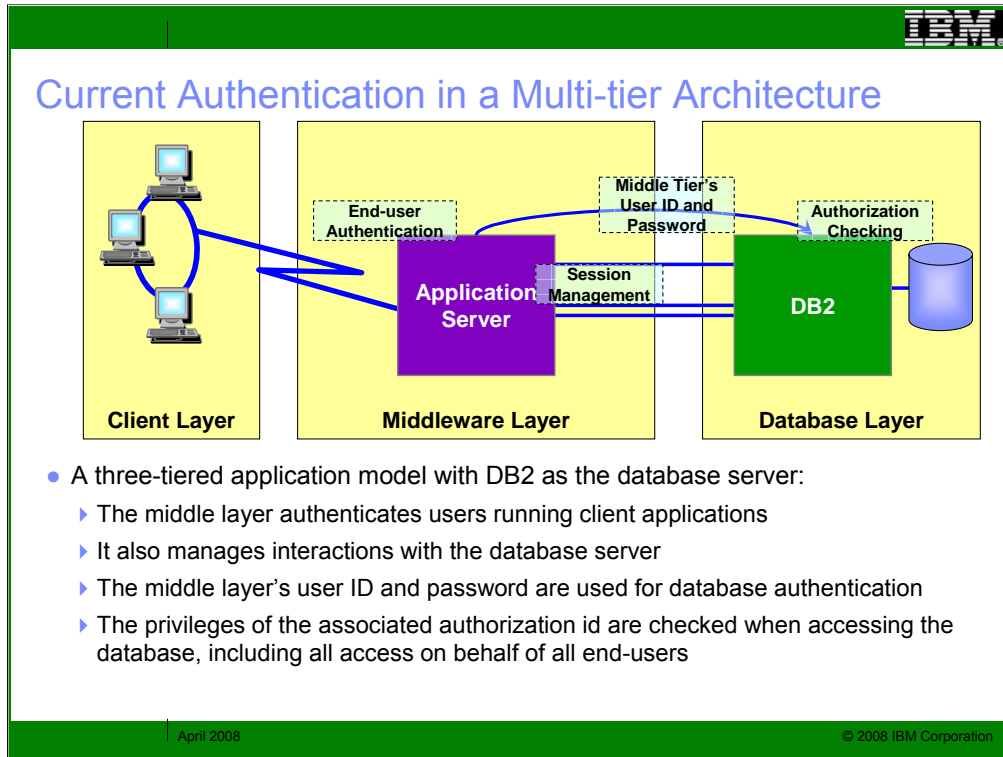 IBM®
Current Authentication in a Multi-tier Architecture
End-user
Authentication
Middle Tier's
User ID and
Password
Authorization
Checking
Application
Server
Session
Management
DB2
Client Layer
Middleware Layer
Database Layer
A three-tiered application model with DB2 as the database server:
The middle layer authenticates users running client applications
It also manages interactions with the database server
The middle layer's user ID and password are used for database authentication
The privileges of the associated authorization id are checked when accessing the
database, including all access on behalf of all end-users
April 2008
© 2008 IBM Corporation